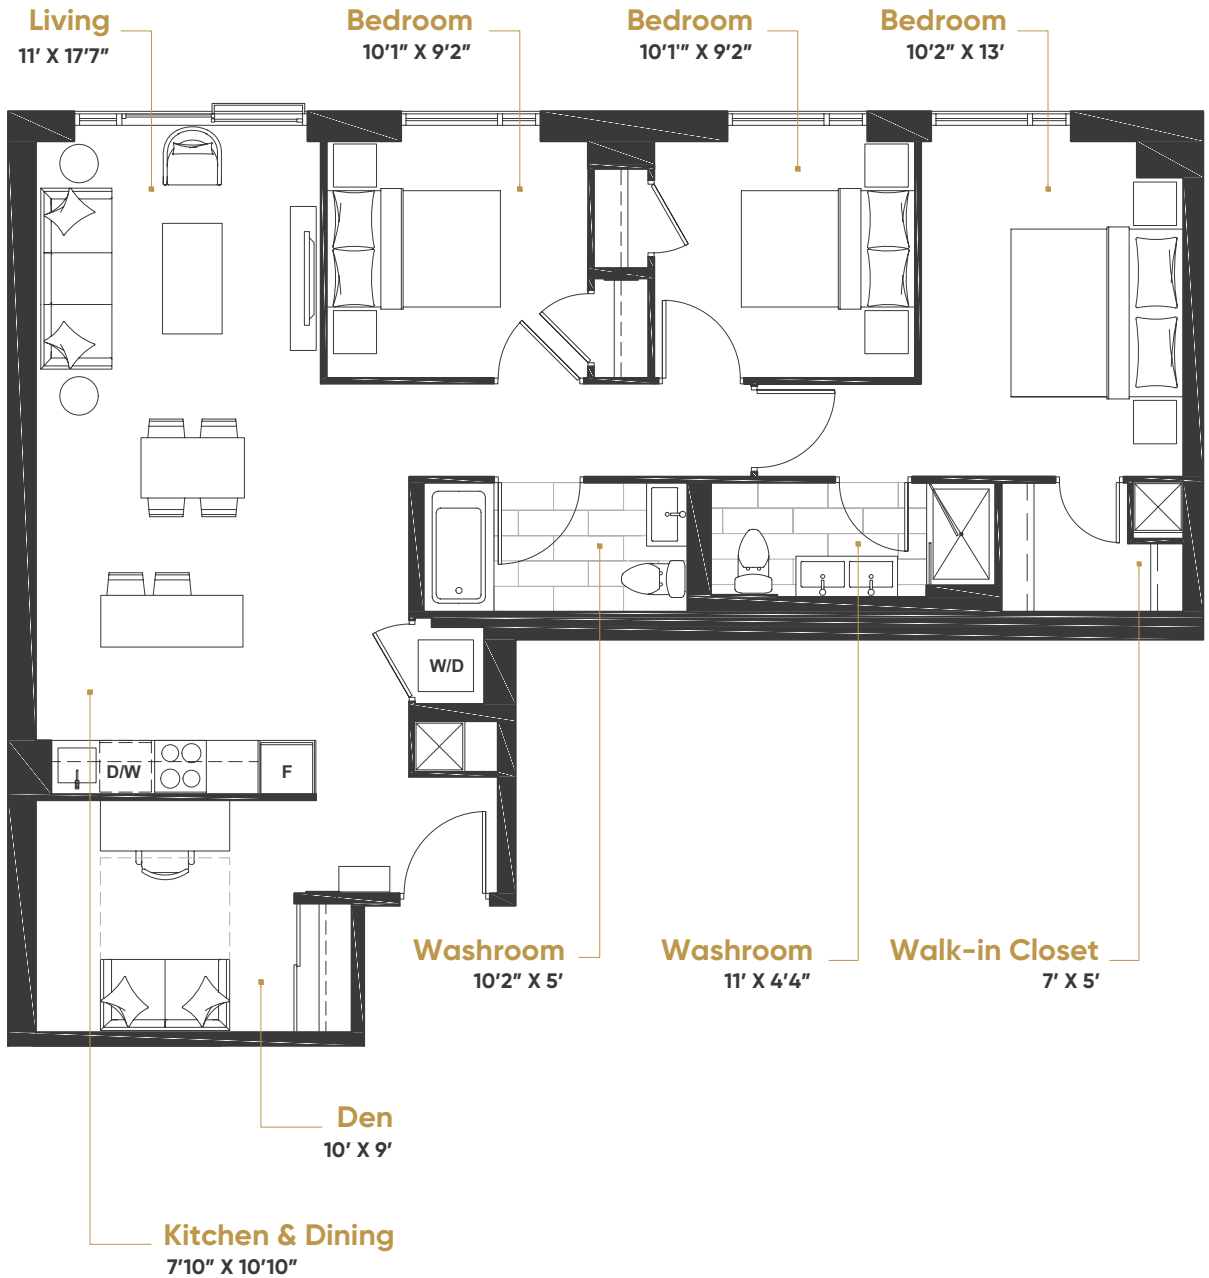 Living
11' X 17'7"
Bedroom
10'1" X 9'2"
Bedroom
10'1'" X 9'2"
Bedroom
10'2" X 13'
W/D
D/W
F
Washroom
10'2" X 5'
Washroom
11' X 4'4"
Walk-in Closet
7' X 5'
Den
10' X 9'
Kitchen & Dining
7'10" X 10'10"